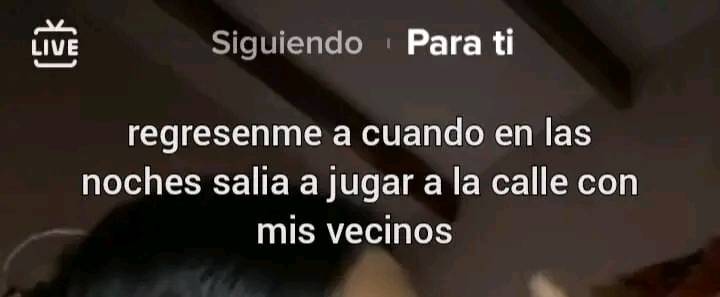 LIVE Siguiendo Para ti
regresenme a cuando en las
noches salia a jugar a la calle con
mis vecinos